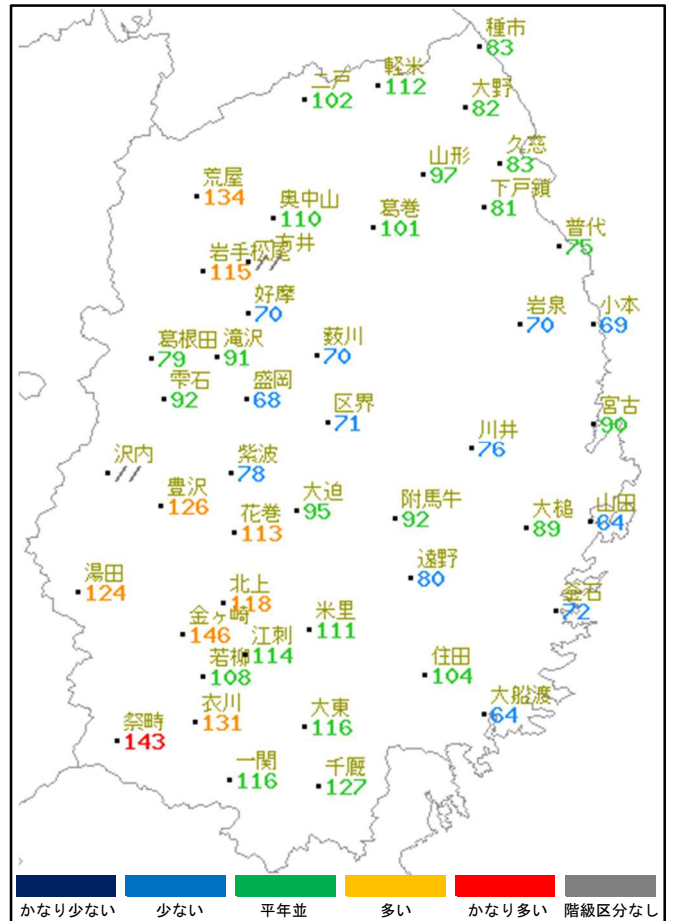 種市
83
軽米
112
二戸
102
大野
82
久慈
83
山形
97
下戸鎖
81
荒屋
134
奥中山
110
葛巻
101
普代
75
一方井
//
岩手松尾
115
好摩
70
岩泉
70
小本
69
葛根田
79
滝沢
91
薮川
70
雫石
92
盛岡
68
区界
71
宮古
90
川井
76
沢内
//
紫波
78
豊沢
126
大迫
95
附馬牛
92
大槌
89
山田
64
花巻
113
遠野
80
湯田
124
北上
118
釜石
72
金ヶ崎
146
米里
111
江刺
114
若柳
108
住田
104
衣川
131
大東
116
大船渡
64
祭畤
143
一関
116
千厩
127
かなり少ない 少ない 平年並 多い かなり多い 階級区分なし